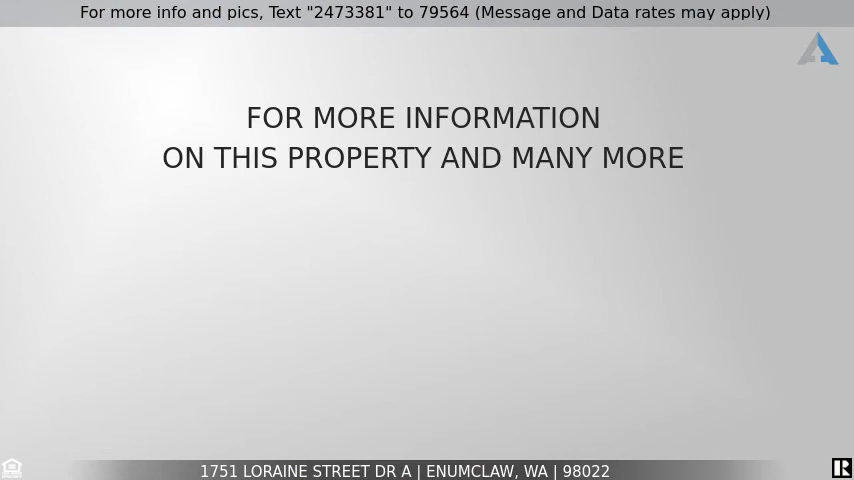 For more info and pics, Text "2473381" to 79564 (Message and Data rates may apply)
FOR MORE INFORMATION
ON THIS PROPERTY AND MANY MORE
1751 LORAINE STREET DR A | ENUMCLAW, WA | 98022